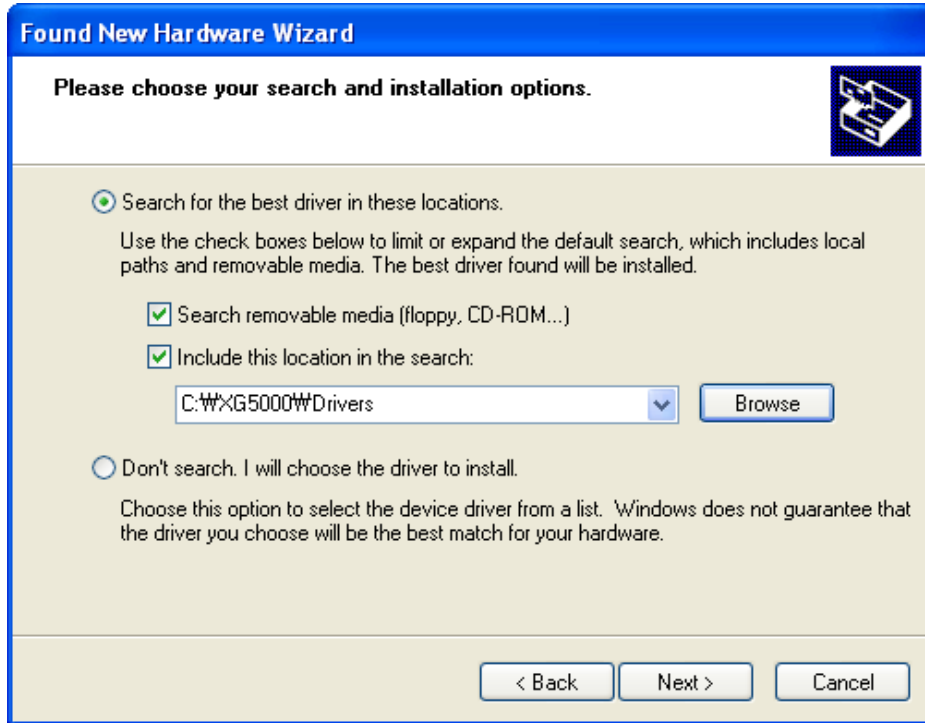 Found New Hardware Wizard
Please choose your search and installation options.
Search for the best driver in these locations.
Use the check boxes below to limit or expand the default search, which includes local
paths and removable media. The best driver found will be installed.
Search removable media (floppy, CD-ROM...)
Include this location in the search:
C:₩XG5000₩Drivers
Browse
Don't search. I will choose the driver to install.
Choose this option to select the device driver from a list.  Windows does not guarantee that
the driver you choose will be the best match for your hardware.
< Back
Next >
Cancel